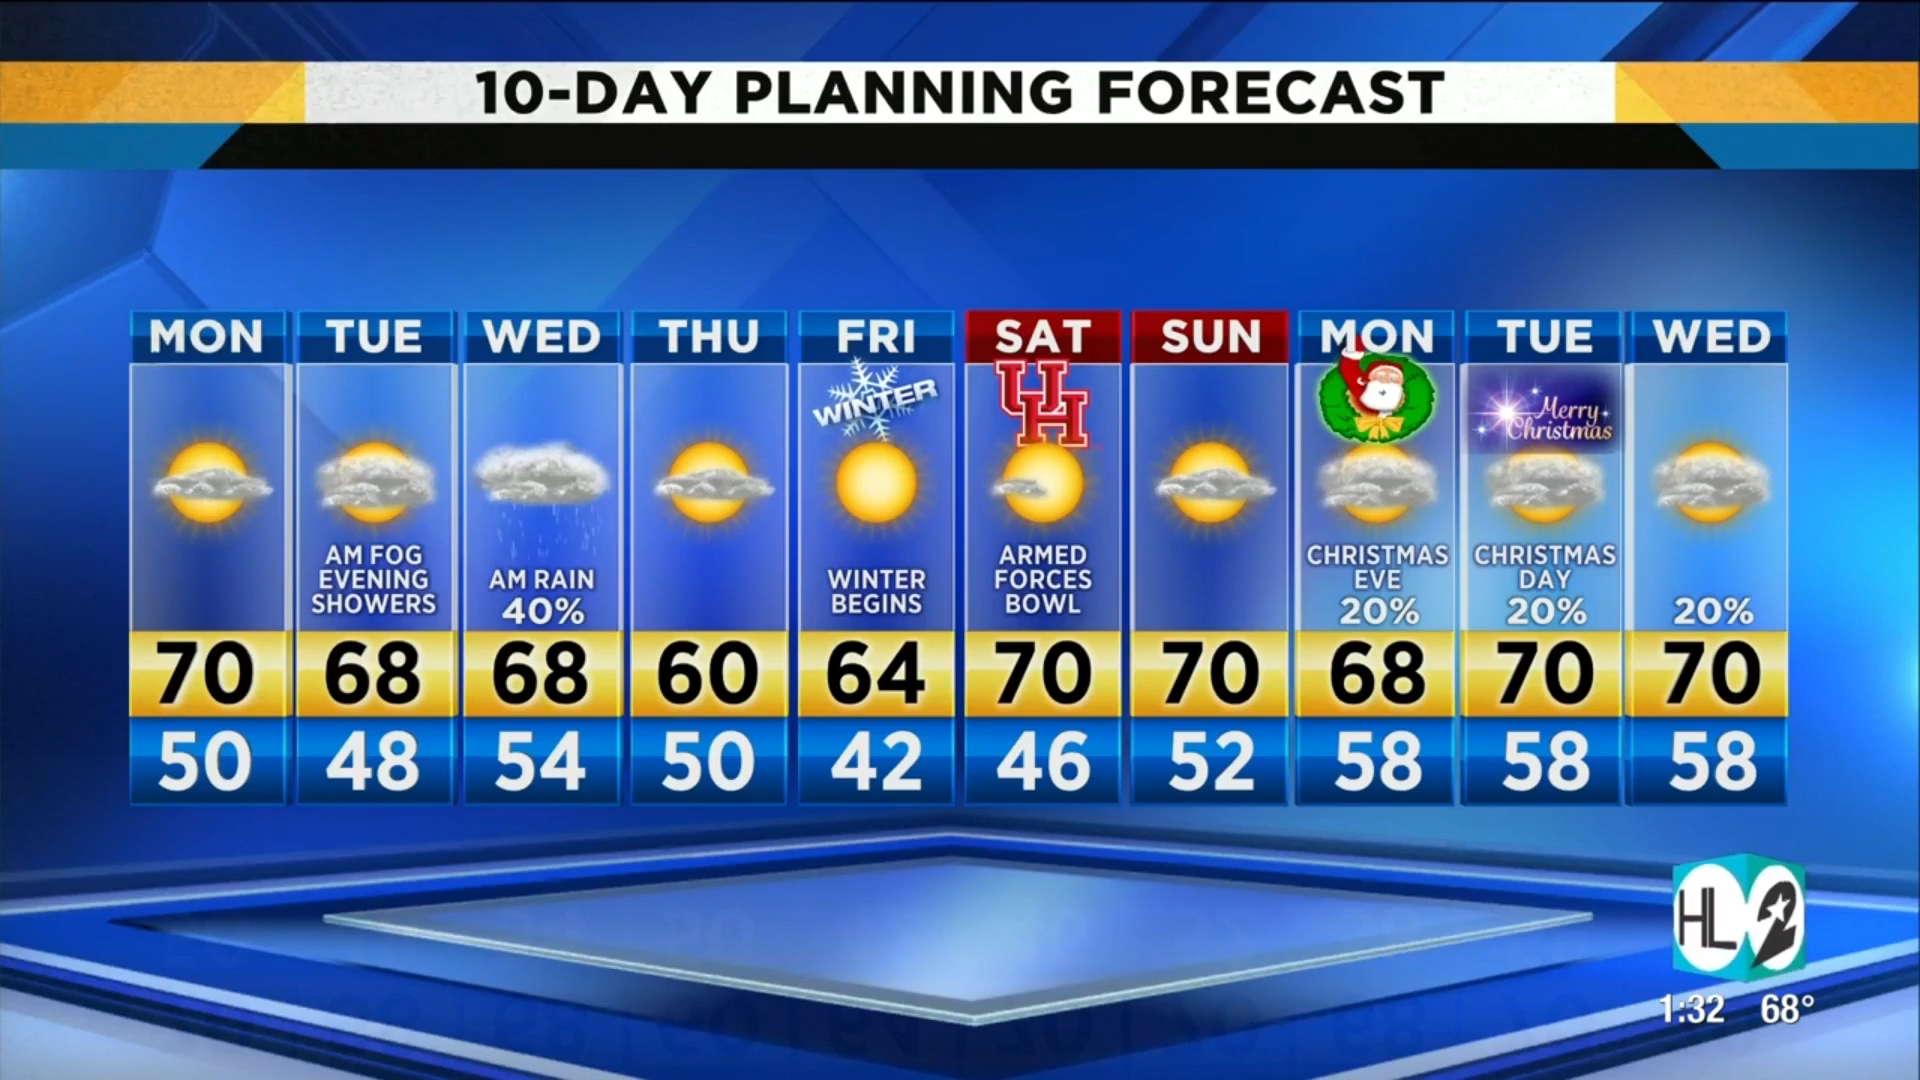 10-DAY PLANNING FORECAST
MON TUE WED THU FRI SAT SUN MON TUE WED
WINTER
UH
Merry
Christmas
AM FOG
EVENING
SHOWERS
AM RAIN
40%
WINTER
BEGINS
ARMED
FORCES
BOWL
CHRISTMAS
EVE
20%
CHRISTMAS
DAY
20%
20%
70 68 68 60 64 70 70 68 70 70
50 48 54 50 42 46 52 58 58 58
HL 2
1:32 68°